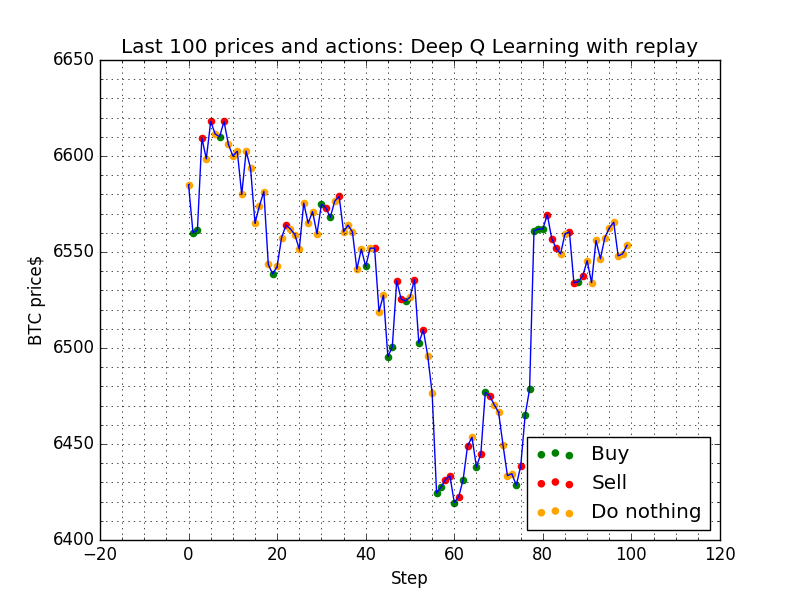 Last 100 prices and actions: Deep Q Learning with replay
6650
6600
6550
6500
6450
6400
BTC price$
Buy
Sell
Do nothing
−20 0 20 40 60 80 100 120
Step